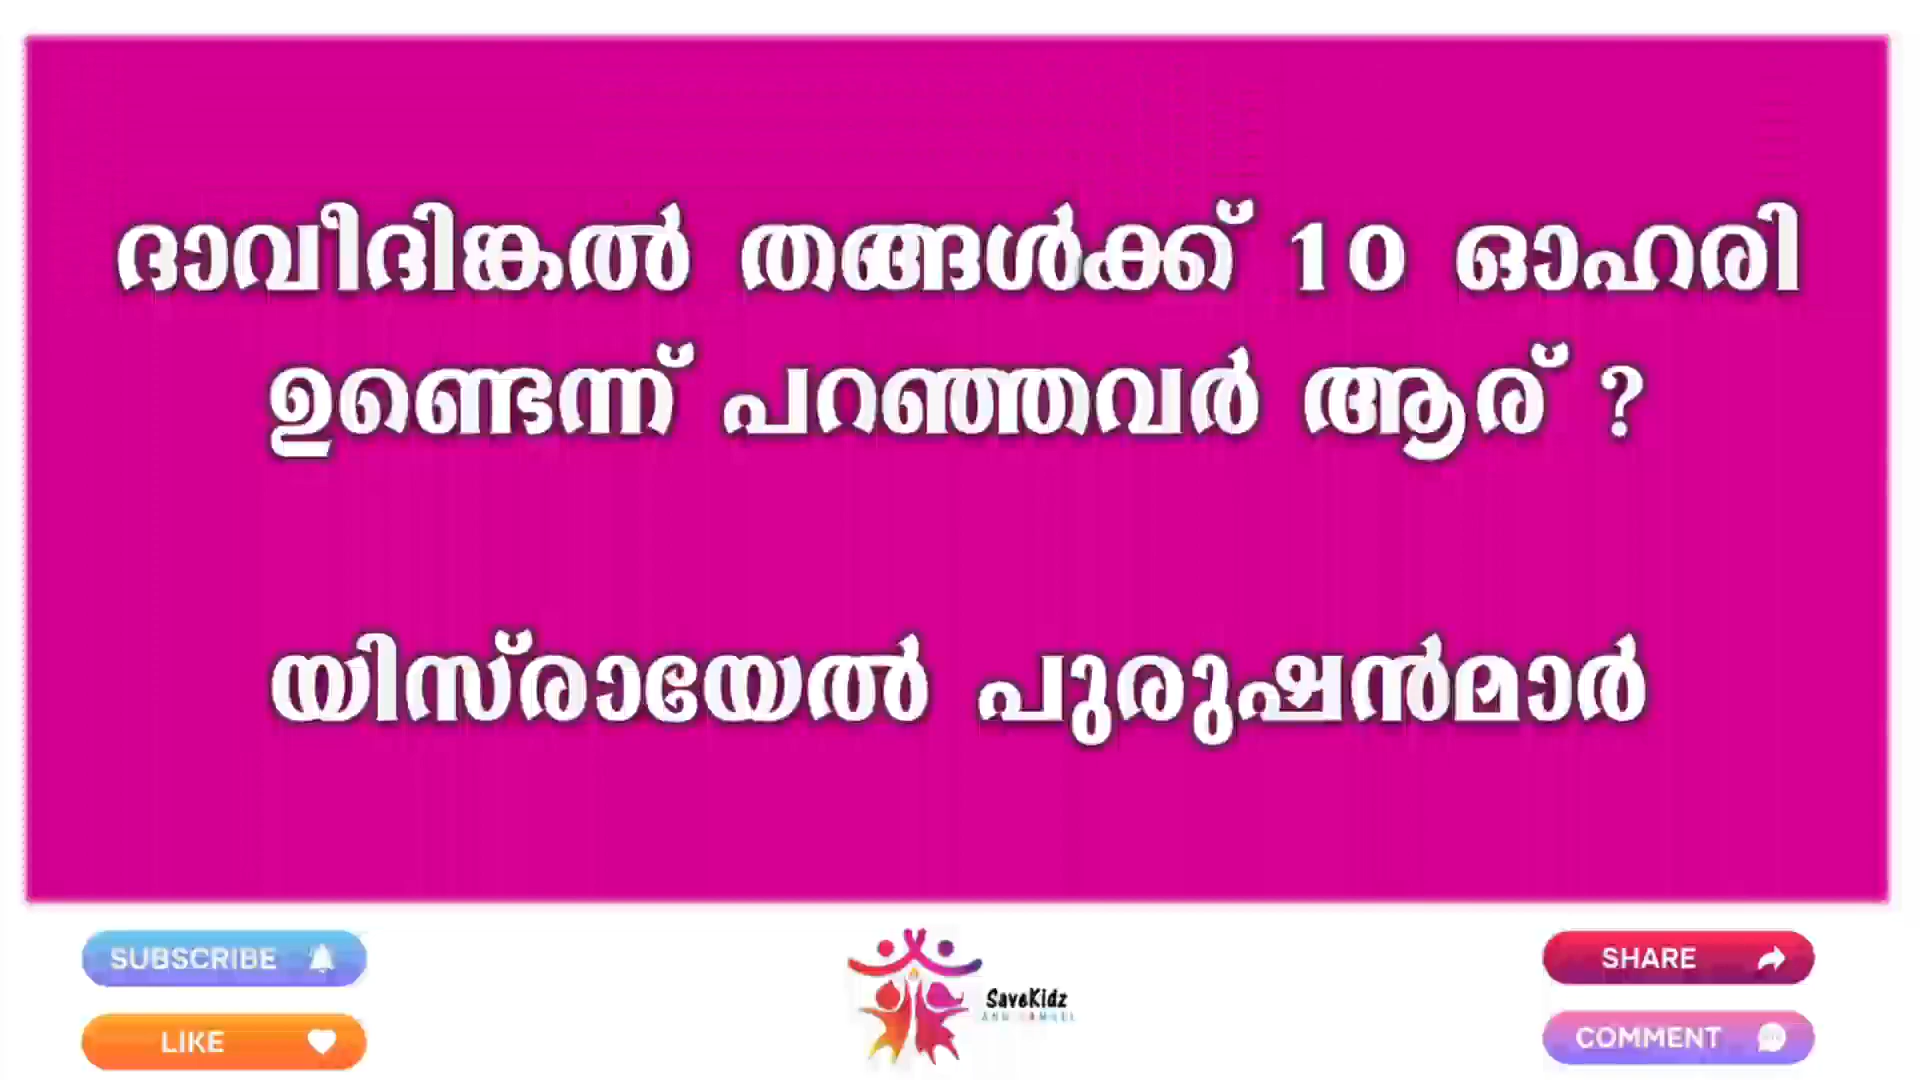 ദാവീദിങ്കൽ തങ്ങൾക്ക് 10 ഓഹരി
ഉണ്ടെന്ന് പറഞ്ഞവർ ആര് ?
യിസ്രായേൽ പുരുഷൻമാർ
SUBSCRIBE
LIKE
SaveKidz
SHARE
COMMENT